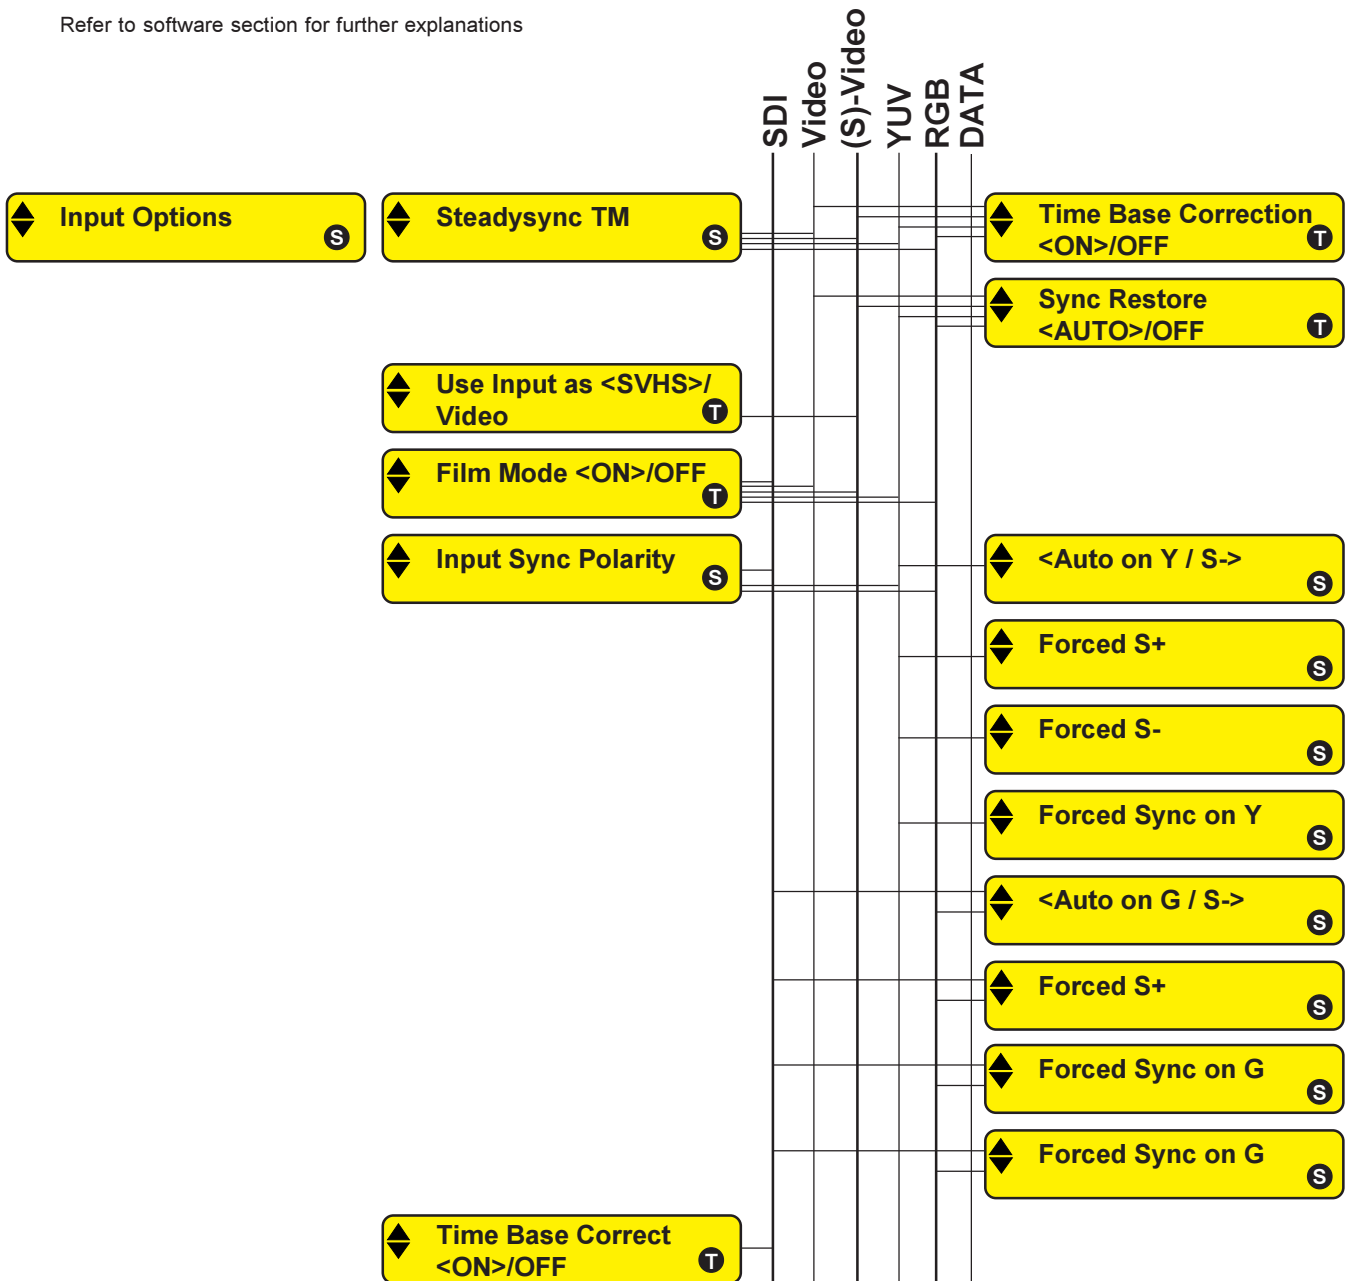 Refer to software section for further explanations
SDI
Video
(S)-Video
YUV
RGB
DATA
Input Options
S
Steadysync TM
S
Time Base Correction
<ON>/OFF
T
Sync Restore
<AUTO>/OFF
T
Use Input as <SVHS>/
Video
T
Film Mode <ON>/OFF
T
Input Sync Polarity
S
<Auto on Y / S->
S
Forced S+
S
Forced S-
S
Forced Sync on Y
S
<Auto on G / S->
S
Forced S+
S
Forced Sync on G
S
Forced Sync on G
S
Time Base Correct
<ON>/OFF
T